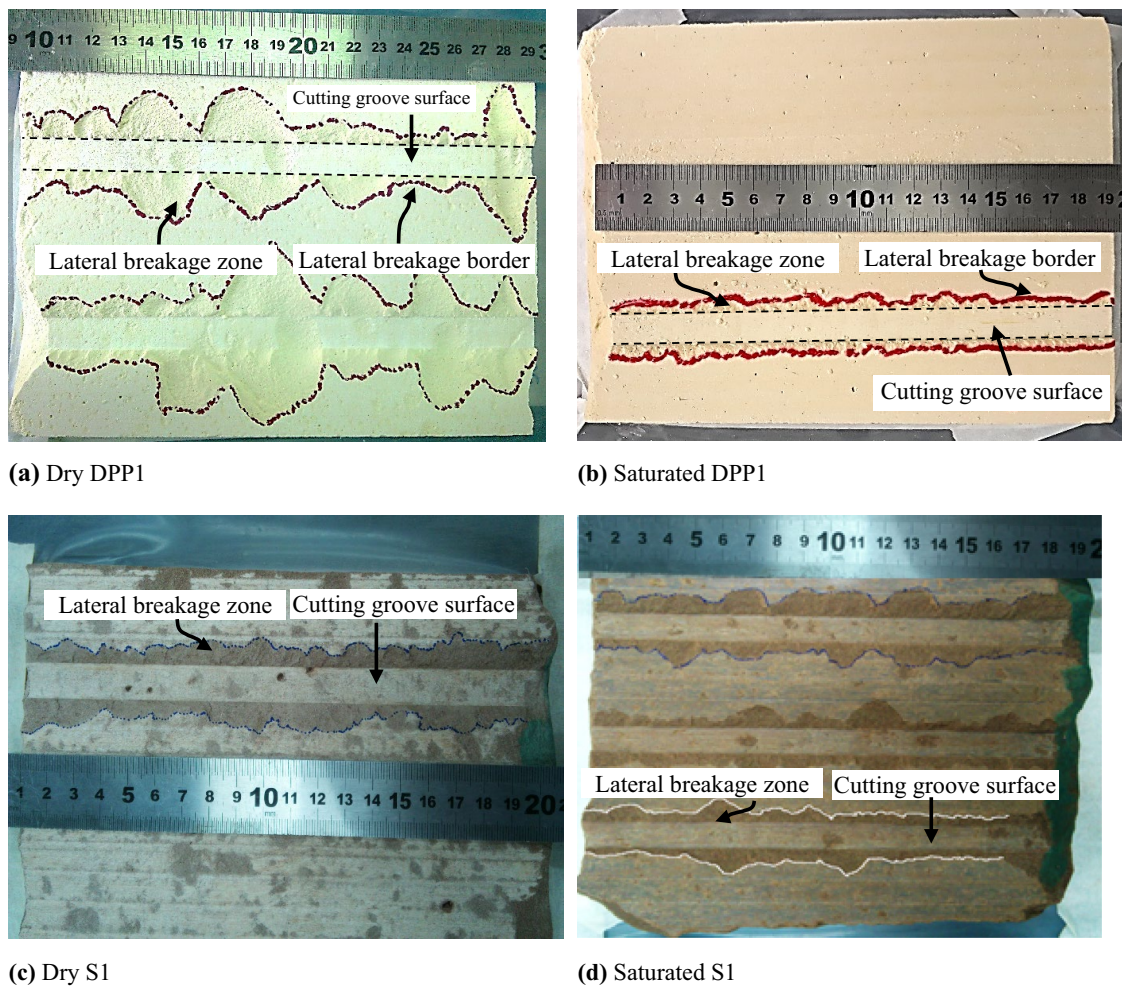 9 10 11 12 13 14 15 16 17 18 19 20 21 22 23 24 25 26 27 28 29
Cutting groove surface
Lateral breakage zone
Lateral breakage border
1 2 3 4 5 6 7 8 9 10 11 12 13 14 15 16 17 18 19
0.5 mm
mm
Lateral breakage zone
Lateral breakage border
Cutting groove surface
(a) Dry DPP1
(b) Saturated DPP1
Lateral breakage zone
Cutting groove surface
1 2 3 4 5 6 7 8 9 10 11 12 13 14 15 16 17 18 19 20
mm
1 2 3 4 5 6 7 8 9 10 11 12 13 14 15 16 17 18 19
mm
Lateral breakage zone
Cutting groove surface
(c) Dry S1
(d) Saturated S1